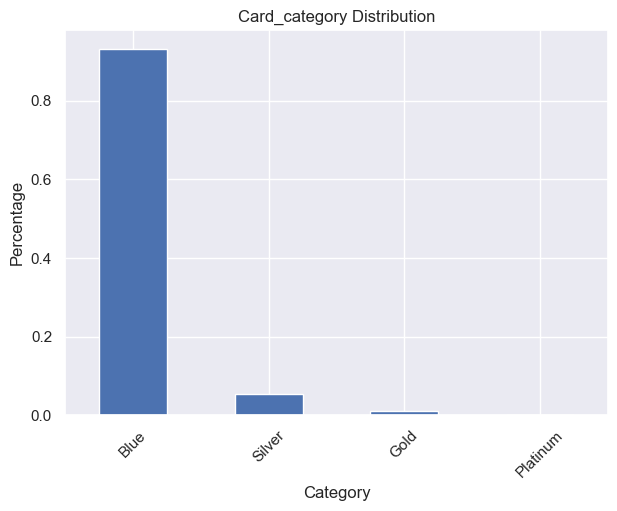 Card_category Distribution
Percentage
0.8
0.6
0.4
0.2
0.0
Blue
Silver
Gold
Platinum
Category